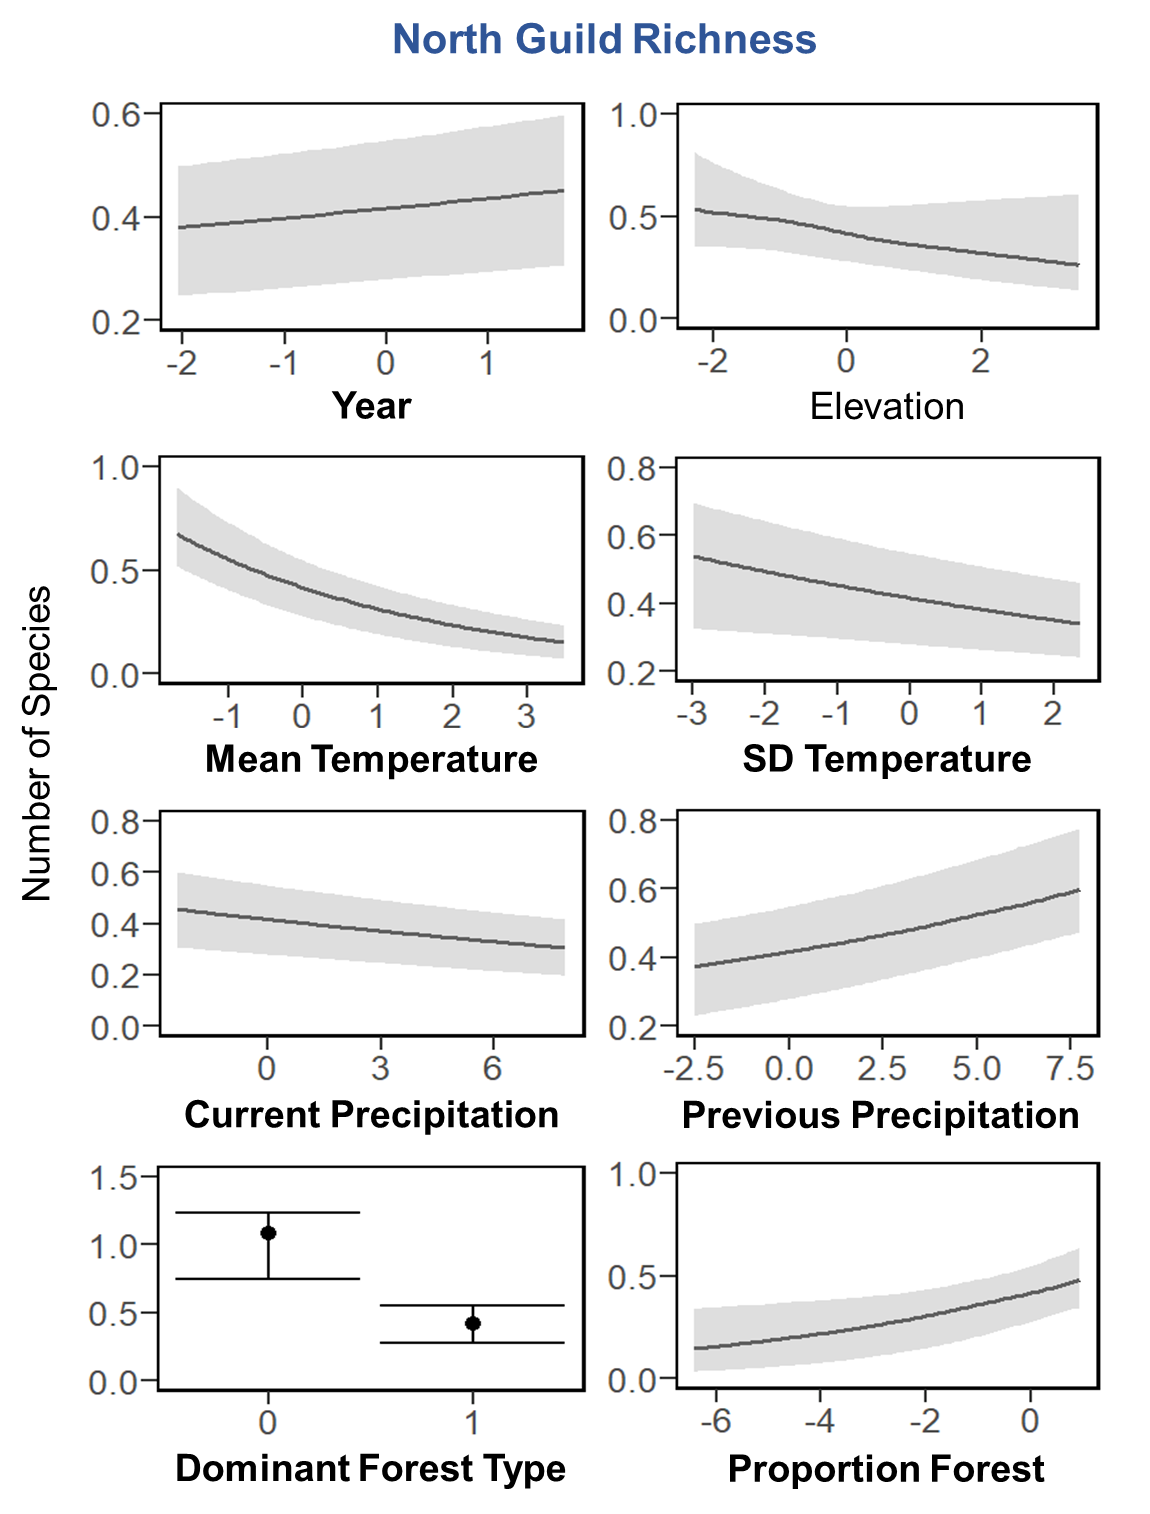 North Guild Richness
Number of Species
0.6
0.4
0.2
-2 -1 0 1
Year
1.0
0.5
0.0
-2 0 2
Elevation
1.0
0.5
0.0
-1 0 1 2 3
Mean Temperature
0.8
0.6
0.4
0.2
-3 -2 -1 0 1 2
SD Temperature
0.8
0.6
0.4
0.2
0.0
0 3 6
Current Precipitation
0.8
0.6
0.4
0.2
-2.5 0.0 2.5 5.0 7.5
Previous Precipitation
1.5
1.0
0.5
0.0
0 1
Dominant Forest Type
1.0
0.5
0.0
-6 -4 -2 0
Proportion Forest